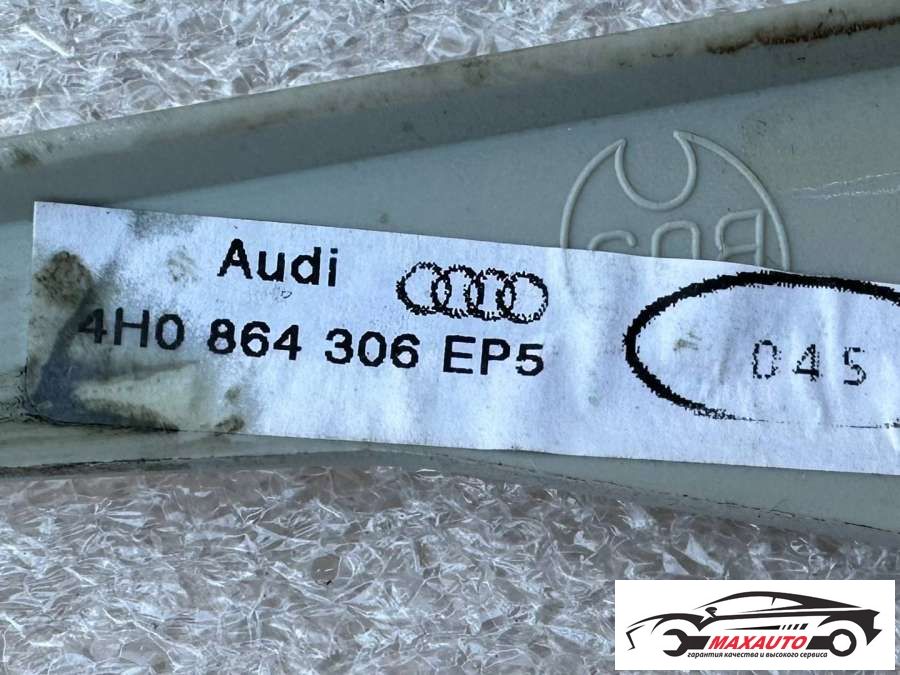 Audi
4H0 864 306 EP5
045
MAXAUTO
гарантия качества и высокого сервиса